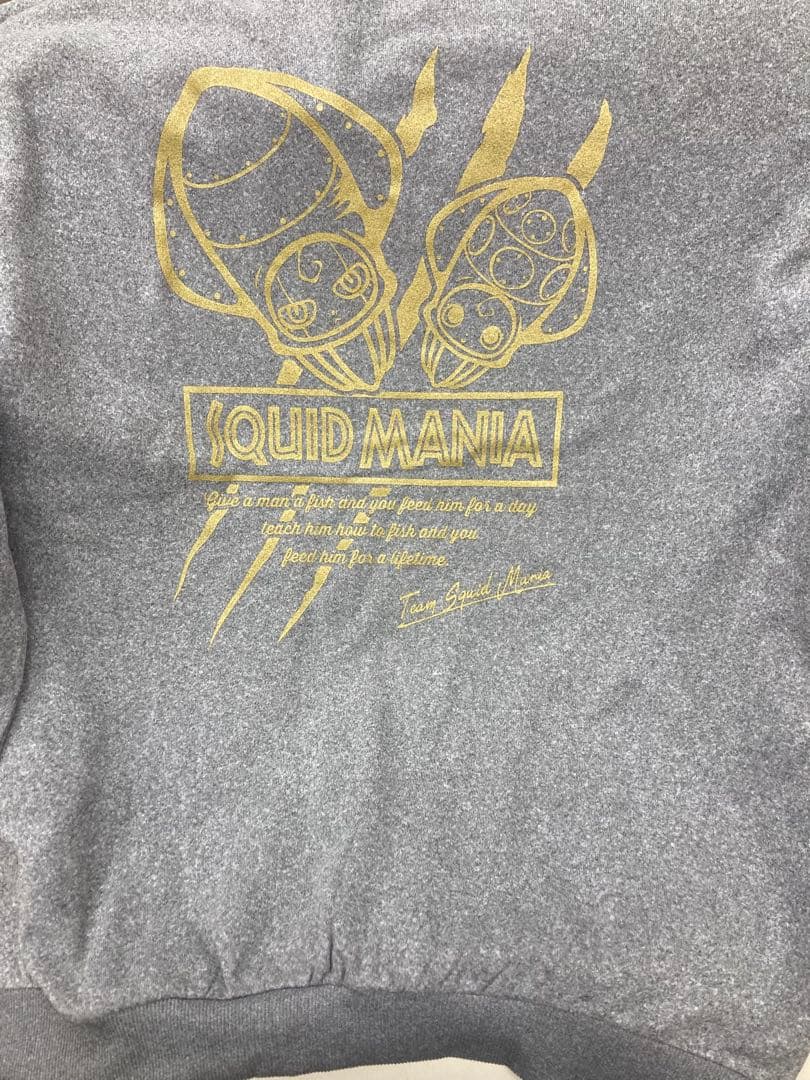 SQUID MANIA
Give a man a fish and you feed him for a day
teach him how to fish and you
feed him for a lifetime.
Team Squid Mania